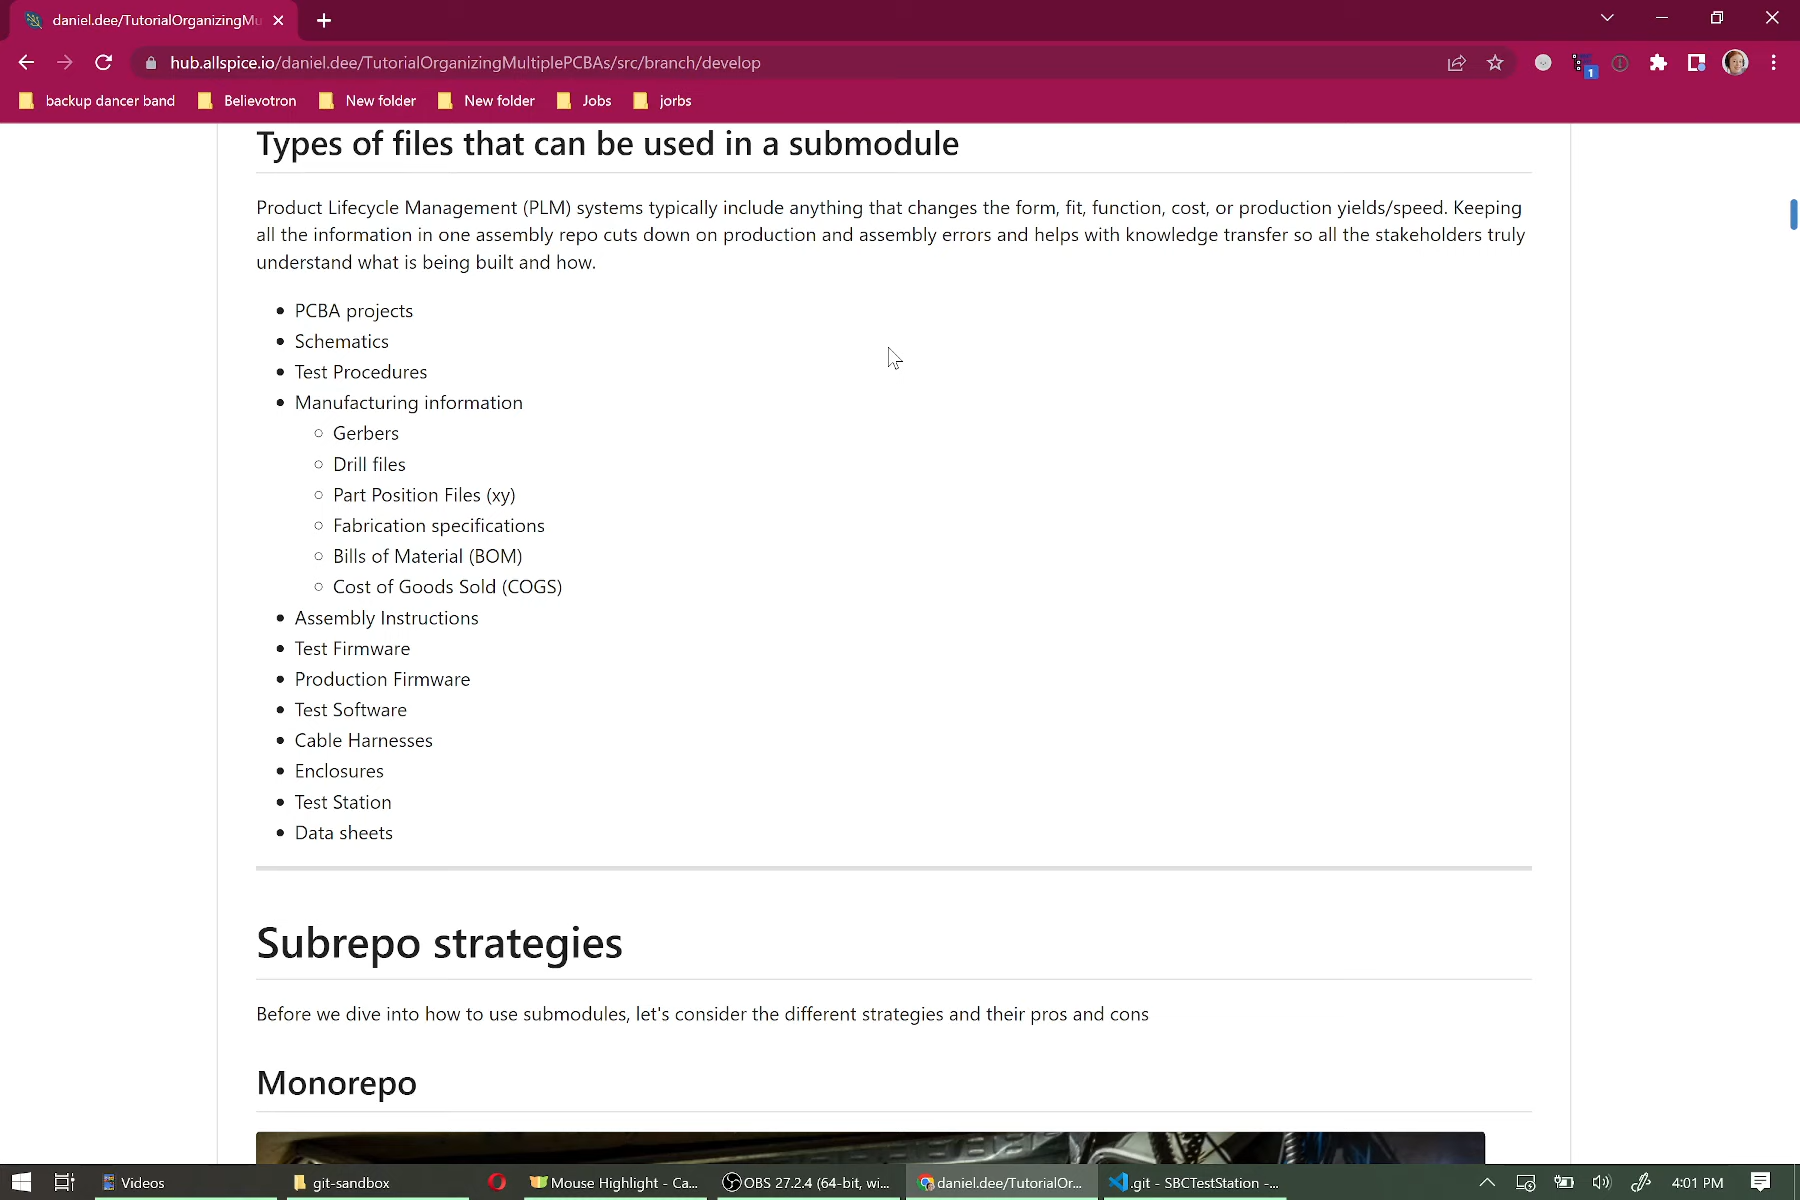 daniel.dee/TutorialOrganizingMu
hub.allspice.io/daniel.dee/TutorialOrganizingMultiplePCBAs/src/branch/develop
1
backup dancer band
Believotron
New folder
New folder
Jobs
jorbs
Types of files that can be used in a submodule
Product Lifecycle Management (PLM) systems typically include anything that changes the form, fit, function, cost, or production yields/speed. Keeping
all the information in one assembly repo cuts down on production and assembly errors and helps with knowledge transfer so all the stakeholders truly
understand what is being built and how.
PCBA projects
Schematics
Test Procedures
Manufacturing information
Gerbers
Drill files
Part Position Files (xy)
Fabrication specifications
Bills of Material (BOM)
Cost of Goods Sold (COGS)
Assembly Instructions
Test Firmware
Production Firmware
Test Software
Cable Harnesses
Enclosures
Test Station
Data sheets
Subrepo strategies
Before we dive into how to use submodules, let's consider the different strategies and their pros and cons
Monorepo
Videos
git-sandbox
Mouse Highlight - Ca...
OBS 27.2.4 (64-bit, wi...
daniel.dee/TutorialOr...
.git - SBCTestStation -...
4:01 PM